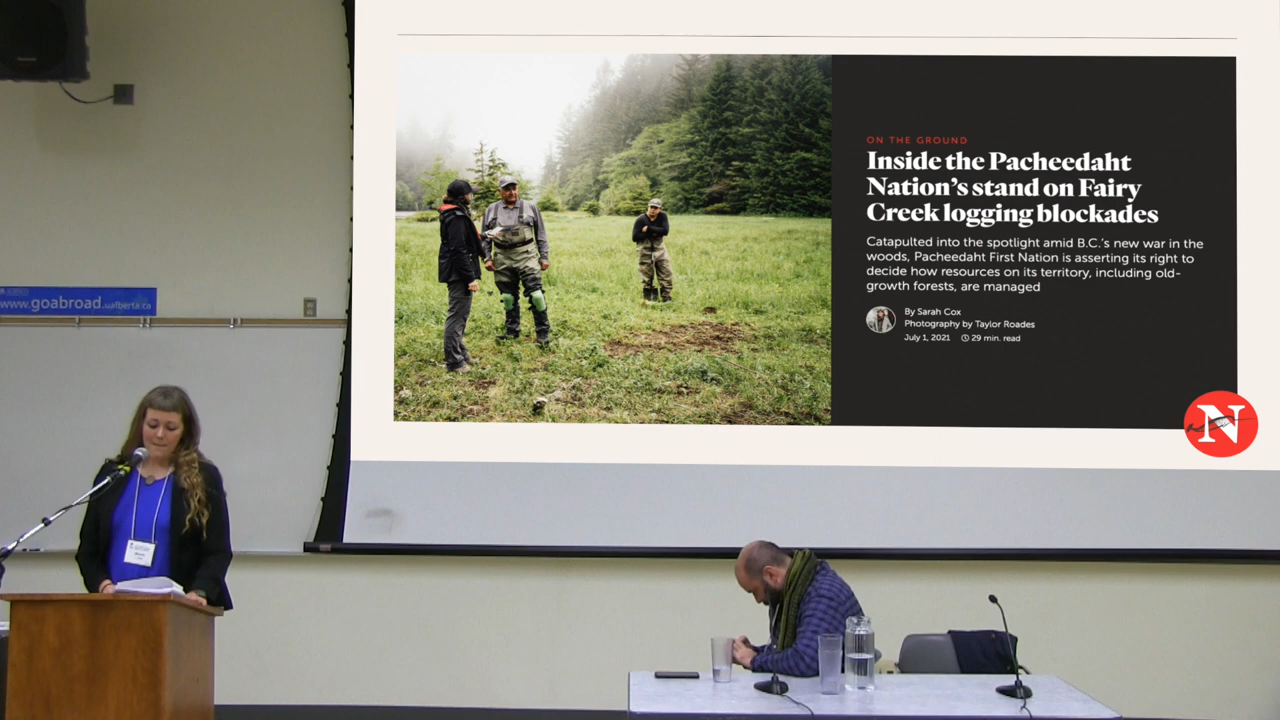 ON THE GROUND
Inside the Pacheedaht
Nation's stand on Fairy
Creek logging blockades
Catapulted into the spotlight amid B.C.'s new war in the
woods, Pacheedaht First Nation is asserting its right to
decide how resources on its territory, including old-
growth forests, are managed
By Sarah Cox
Photography by Taylor Roades
July 1, 2021 29 min. read
N
www.goabroad.ualberta.ca